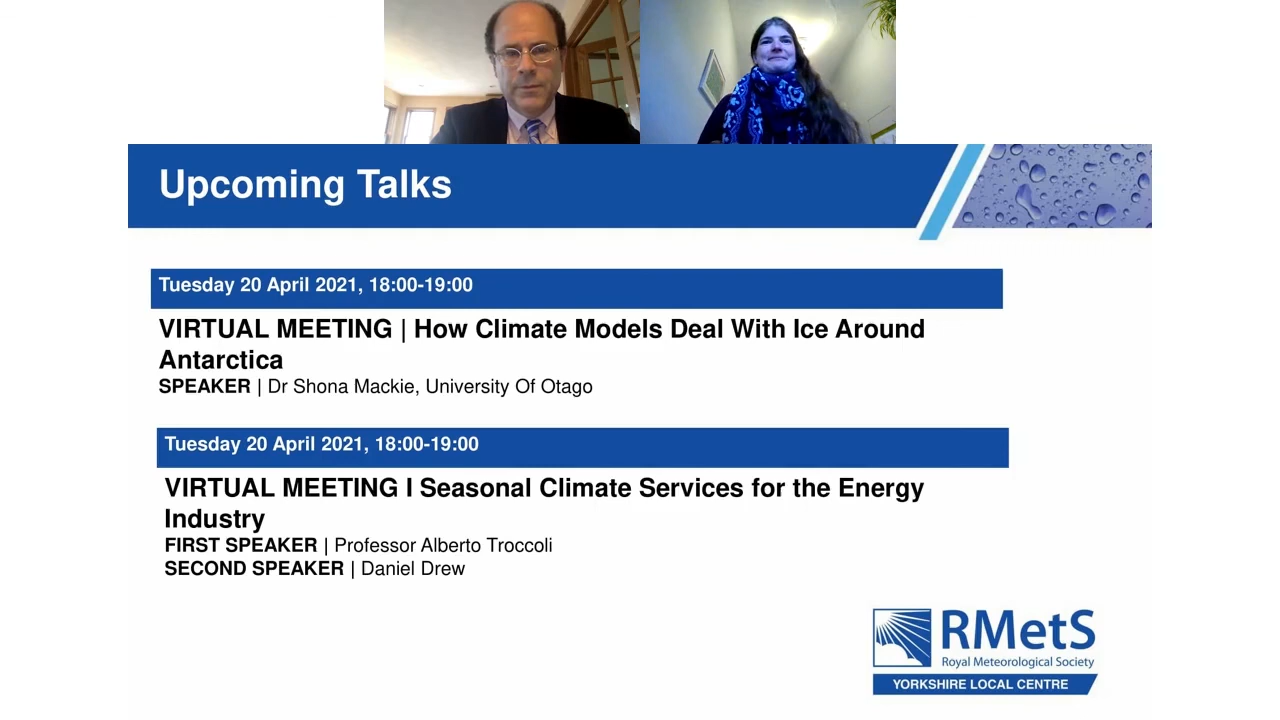 Upcoming Talks
Tuesday 20 April 2021, 18:00-19:00
VIRTUAL MEETING | How Climate Models Deal With Ice Around
Antarctica
SPEAKER | Dr Shona Mackie, University Of Otago
Tuesday 20 April 2021, 18:00-19:00
VIRTUAL MEETING I Seasonal Climate Services for the Energy
Industry
FIRST SPEAKER | Professor Alberto Troccoli
SECOND SPEAKER | Daniel Drew
RMetS
Royal Meteorological Society
YORKSHIRE LOCAL CENTRE